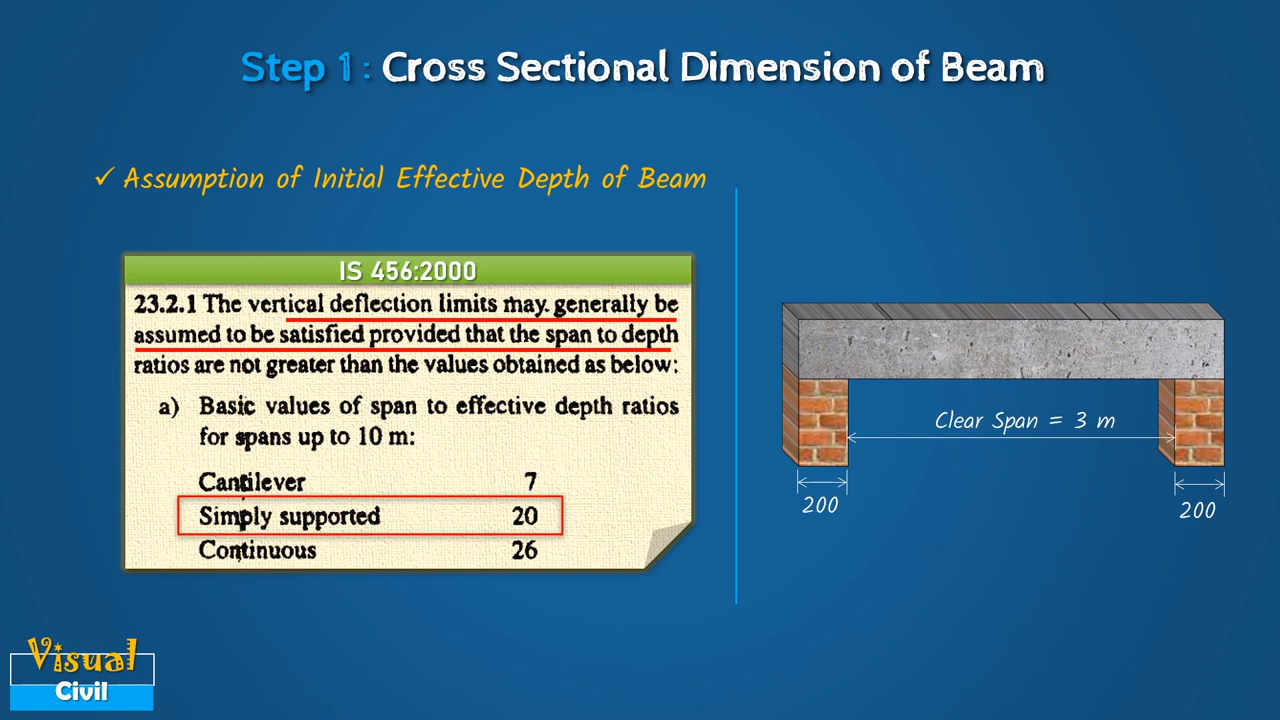 Step 1 : Cross Sectional Dimension of Beam
✓ Assumption of Initial Effective Depth of Beam
IS 456:2000
23.2.1 The vertical deflection limits may generally be
assumed to be satisfied provided that the span to depth
ratios are not greater than the values obtained as below:
a) Basic values of span to effective depth ratios
for spans up to 10 m:
Cantilever 7
Simply supported 20
Continuous 26
Clear Span = 3 m
200
200
Visual
Civil